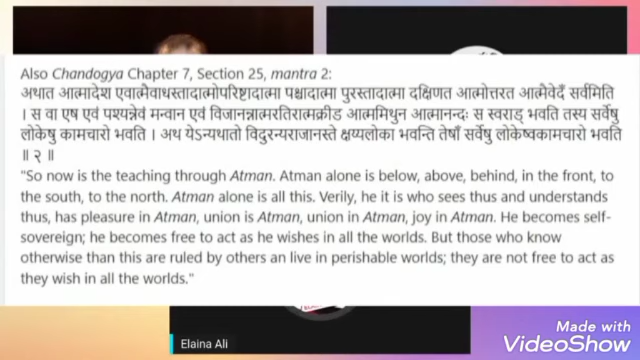 Also Chandogya Chapter 7, Section 25, mantra 2:
अथात आत्मादेश एवात्मैवाधस्तादात्मोपरिष्टादात्मा पश्चादात्मा पुरस्तादात्मा दक्षिणत आत्मोत्तरत आत्मैवेदँ सर्वमिति
। स वा एष एवं पश्यन्नेवं मन्वान एवं विजानन्नात्मरतिरात्मक्रीड आत्ममिथुन आत्मानन्दः स स्वराड् भवति तस्य सर्वेषु
लोकेषु कामचारो भवति । अथ येऽन्यथातो विदुरन्यराजानस्ते क्षय्यलोका भवन्ति तेषाँ सर्वेषु लोकेष्वकामचारो भवति
॥ २ ॥
"So now is the teaching through Atman. Atman alone is below, above, behind, in the front, to
the south, to the north. Atman alone is all this. Verily, he it is who sees thus and understands
thus, has pleasure in Atman, union is Atman, union in Atman, joy in Atman. He becomes self-
sovereign; he becomes free to act as he wishes in all the worlds. But those who know
otherwise than this are ruled by others an live in perishable worlds; they are not free to act as
they wish in all the worlds."
Elaina Ali
Made with
VideoShow